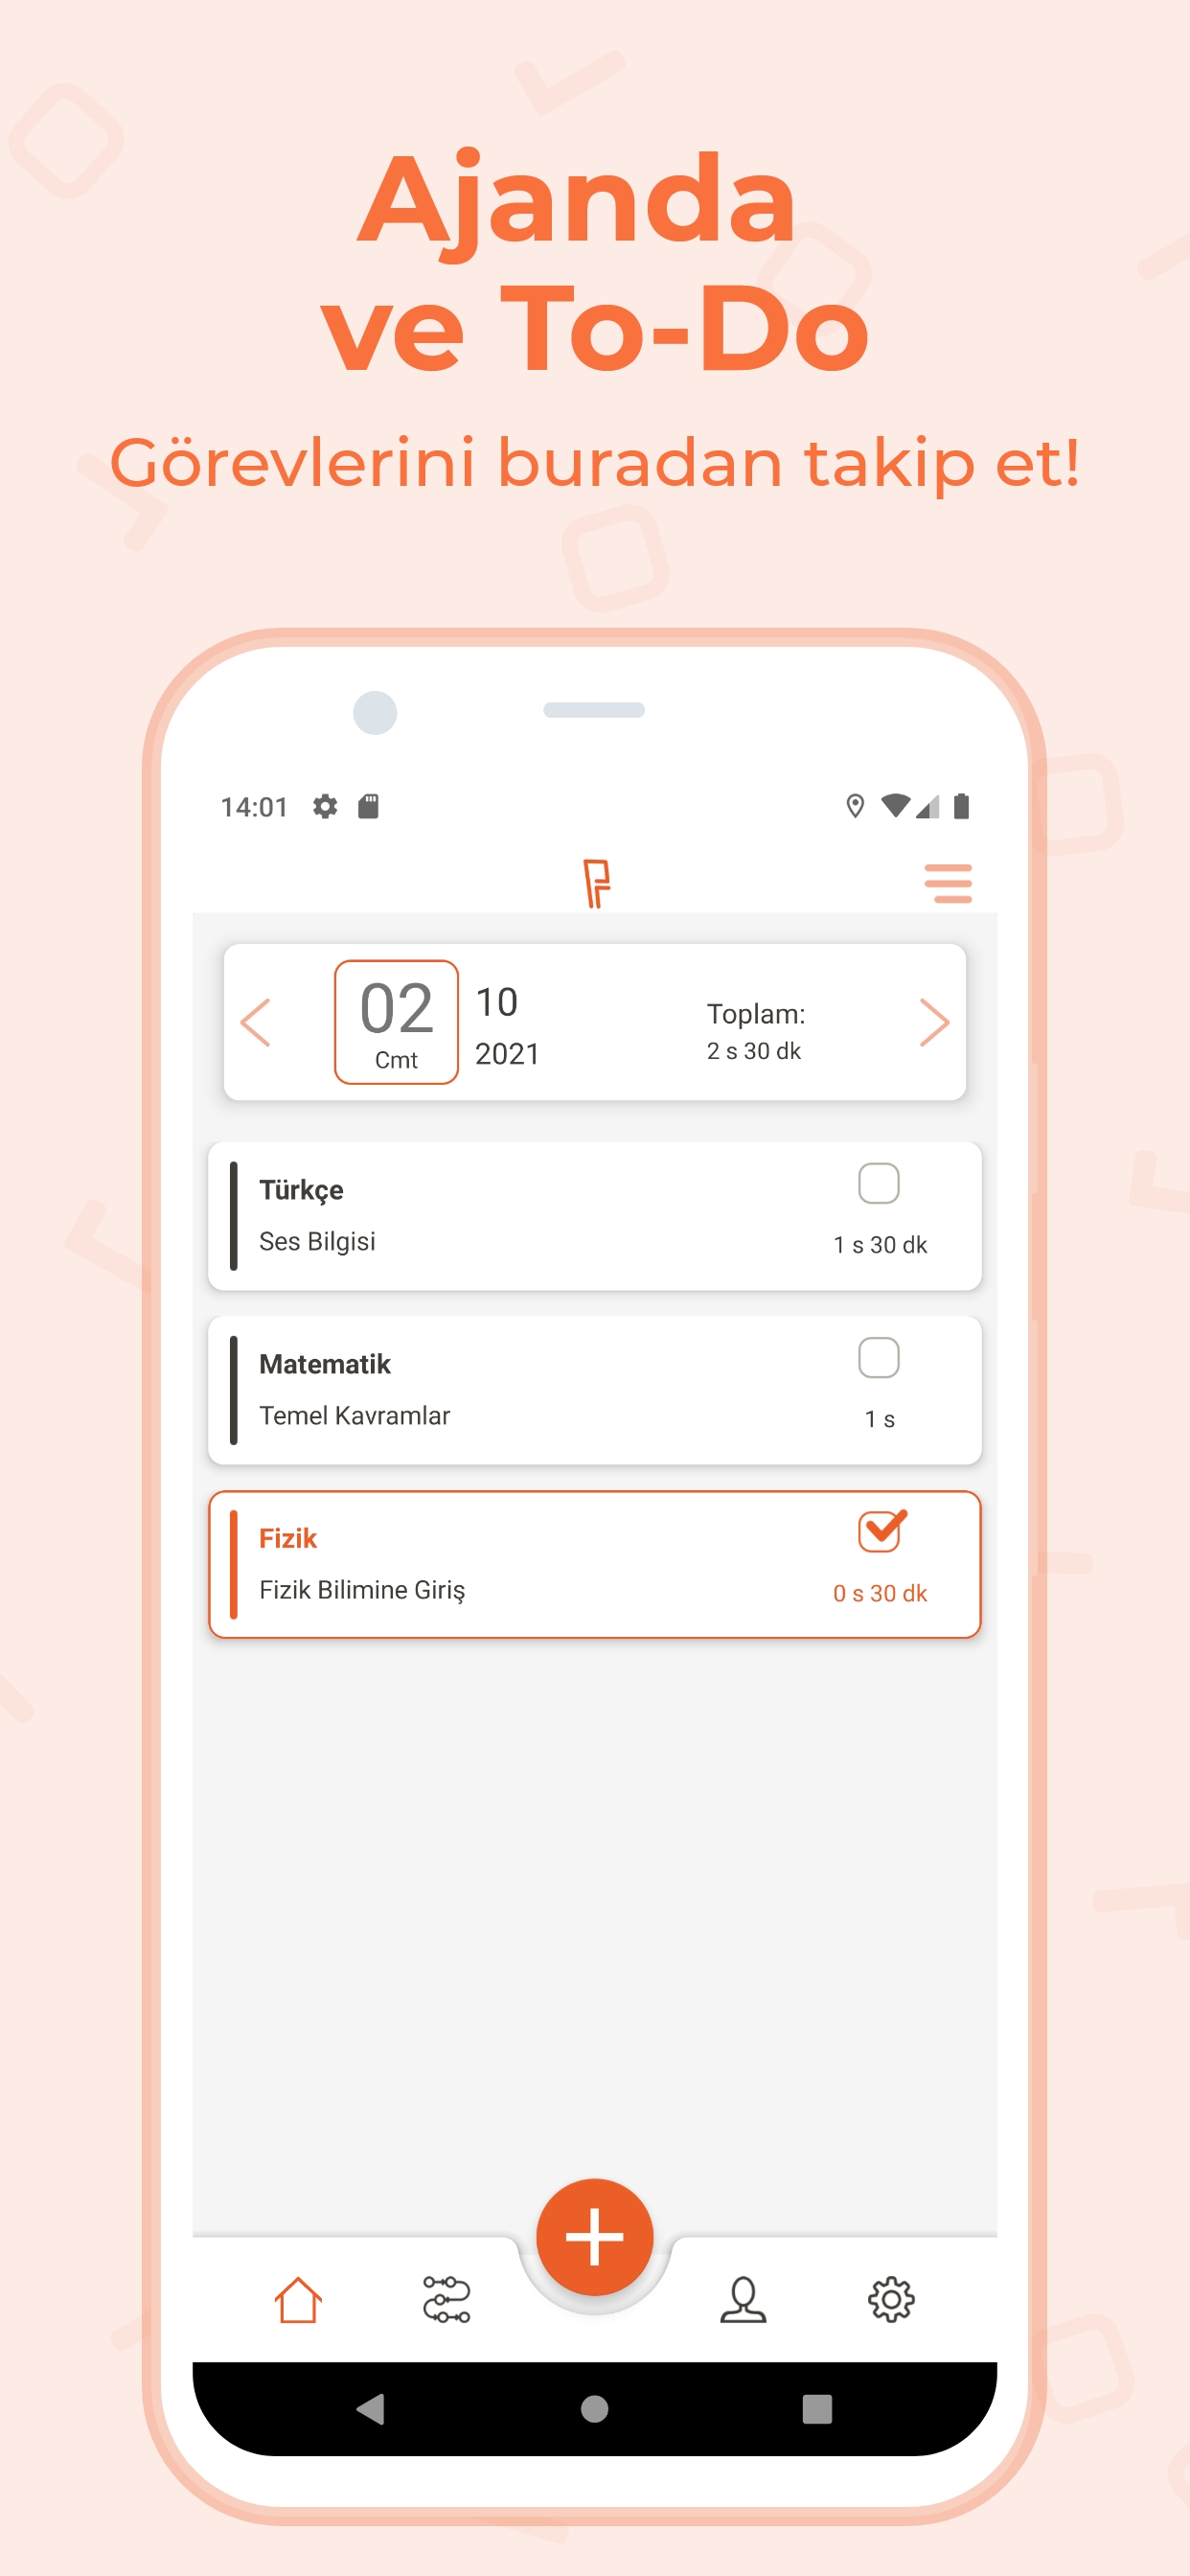 Ajanda
ve To-Do
Görevlerini buradan takip et!
14:01
02
Cmt
10
2021
Toplam:
2 s 30 dk
Türkçe
Ses Bilgisi
1 s 30 dk
Matematik
Temel Kavramlar
1 s
Fizik
Fizik Bilimine Giriş
0 s 30 dk